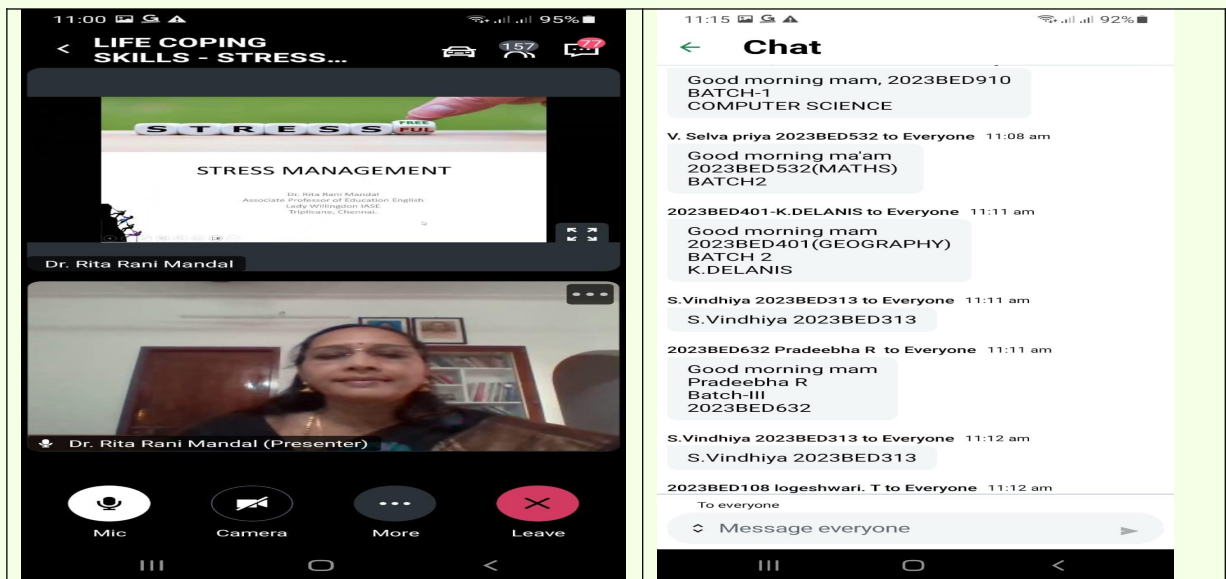 11:00
95%
LIFE COPING
SKILLS - STRESS...
157
77
STRESS
FREE
FUL
STRESS MANAGEMENT
Dr. Rita Rani Mandal
Associate Professor of Education English
Lady Willingdon IASE
Triplicane, Chennai.
Dr. Rita Rani Mandal
Dr. Rita Rani Mandal (Presenter)
Mic
Camera
More
Leave
11:15
92%
Chat
Good morning mam, 2023BED910
BATCH-1
COMPUTER SCIENCE
V. Selva priya 2023BED532 to Everyone 11:08 am
Good morning ma'am
2023BED532(MATHS)
BATCH2
2023BED401-K.DELANIS to Everyone 11:11 am
Good morning mam
2023BED401(GEOGRAPHY)
BATCH 2
K.DELANIS
S.Vindhiya 2023BED313 to Everyone 11:11 am
S.Vindhiya 2023BED313
2023BED632 Pradeebha R to Everyone 11:11 am
Good morning mam
Pradeebha R
Batch-III
2023BED632
S.Vindhiya 2023BED313 to Everyone 11:12 am
S.Vindhiya 2023BED313
2023BED108 logeshwari. T to Everyone 11:12 am
To everyone
Message everyone